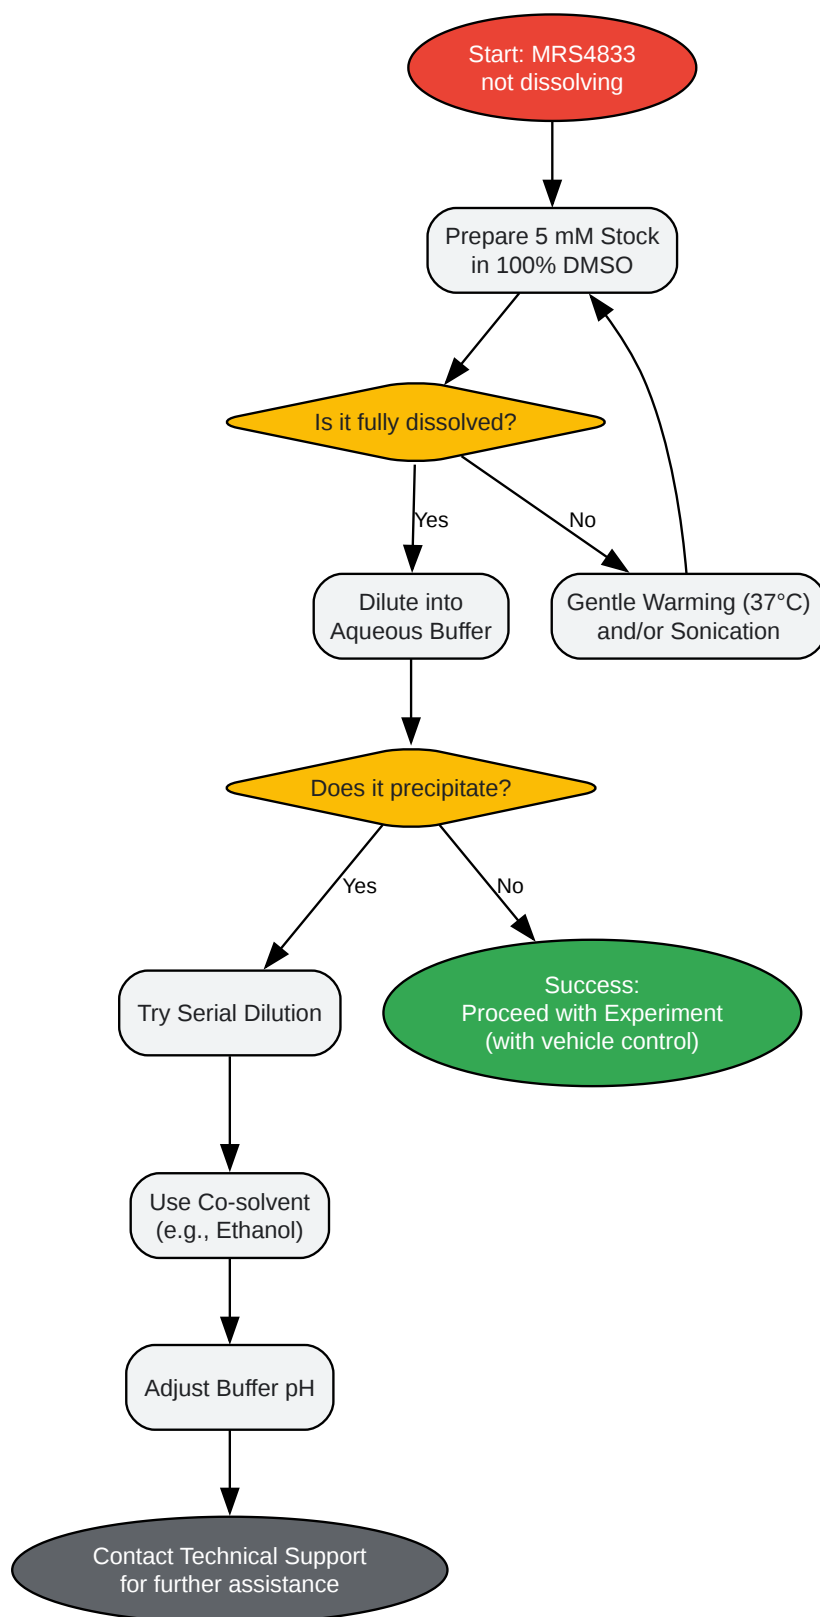 Start: MRS4833
not dissolving
Prepare 5 mM Stock
in 100% DMSO
Is it fully dissolved?
Yes
No
Dilute into
Aqueous Buffer
Gentle Warming (37°C)
and/or Sonication
Does it precipitate?
Yes
No
Try Serial Dilution
Success:
Proceed with Experiment
(with vehicle control)
Use Co-solvent
(e.g., Ethanol)
Adjust Buffer pH
Contact Technical Support
for further assistance